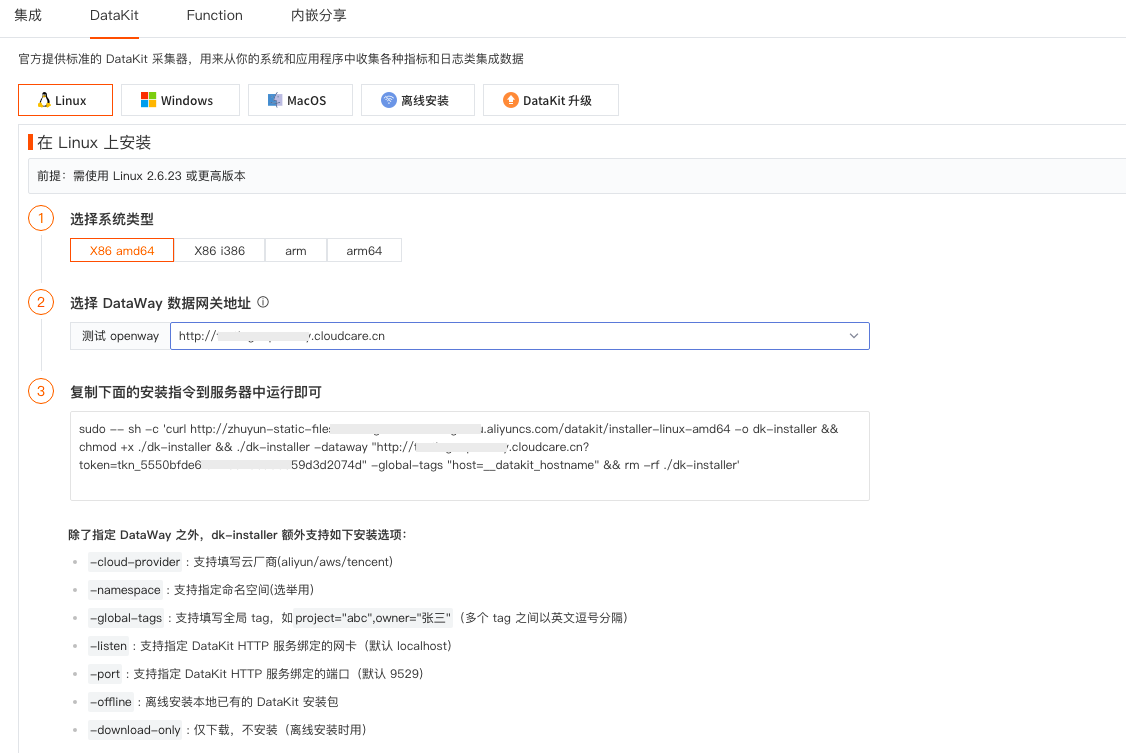 集成 DataKit Function 内嵌分享
官方提供标准的 DataKit 采集器，用来从你的系统和应用程序中收集各种指标和日志类集成数据
Linux Windows MacOS 离线安装 DataKit 升级
在 Linux 上安装
前提：需使用 Linux 2.6.23 或更高版本
1 选择系统类型
X86 amd64 X86 i386 arm arm64
2 选择 DataWay 数据网关地址
测试 openway http:// .cloudcare.cn
3 复制下面的安装指令到服务器中运行即可
sudo -- sh -c 'curl http://zhuyun-static-files .aliyuncs.com/datakit/installer-linux-amd64 -o dk-installer &&
chmod +x ./dk-installer && ./dk-installer -dataway "http:// .cloudcare.cn?
token=tkn_5550bfde6 59d3d2074d" -global-tags "host=__datakit_hostname" && rm -rf ./dk-installer'
除了指定 DataWay 之外，dk-installer 额外支持如下安装选项：
-cloud-provider : 支持填写云厂商(aliyun/aws/tencent)
-namespace : 支持指定命名空间(选举用)
-global-tags : 支持填写全局 tag，如 project="abc",owner="张三"（多个 tag 之间以英文逗号分隔）
-listen : 支持指定 DataKit HTTP 服务绑定的网卡（默认 localhost）
-port : 支持指定 DataKit HTTP 服务绑定的端口（默认 9529）
-offline : 离线安装本地已有的 DataKit 安装包
-download-only : 仅下载，不安装（离线安装时用）